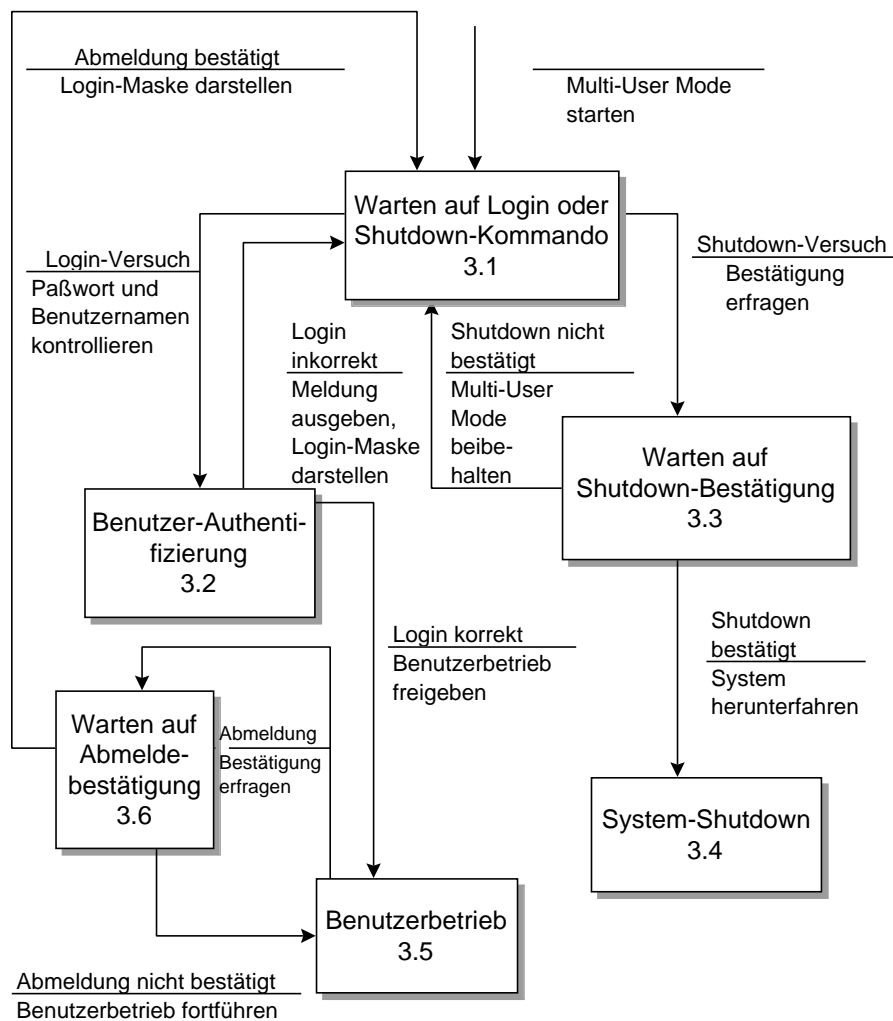 Abmeldung bestätigt
Login-Maske darstellen
Multi-User Mode
starten
Warten auf Login oder
Shutdown-Kommando
3.1
Login-Versuch
Paßwort und
Benutzernamen
kontrollieren
Shutdown-Versuch
Bestätigung
erfragen
Login
inkorrekt
Meldung
ausgeben,
Login-Maske
darstellen
Shutdown nicht
bestätigt
Multi-User
Mode
beibe-
halten
Warten auf
Shutdown-Bestätigung
3.3
Benutzer-Authenti-
fizierung
3.2
Login korrekt
Benutzerbetrieb
freigeben
Shutdown
bestätigt
System
herunterfahren
Warten auf
Abmelde-
bestätigung
3.6
Abmeldung
Bestätigung
erfragen
System-Shutdown
3.4
Benutzerbetrieb
3.5
Abmeldung nicht bestätigt
Benutzerbetrieb fortführen